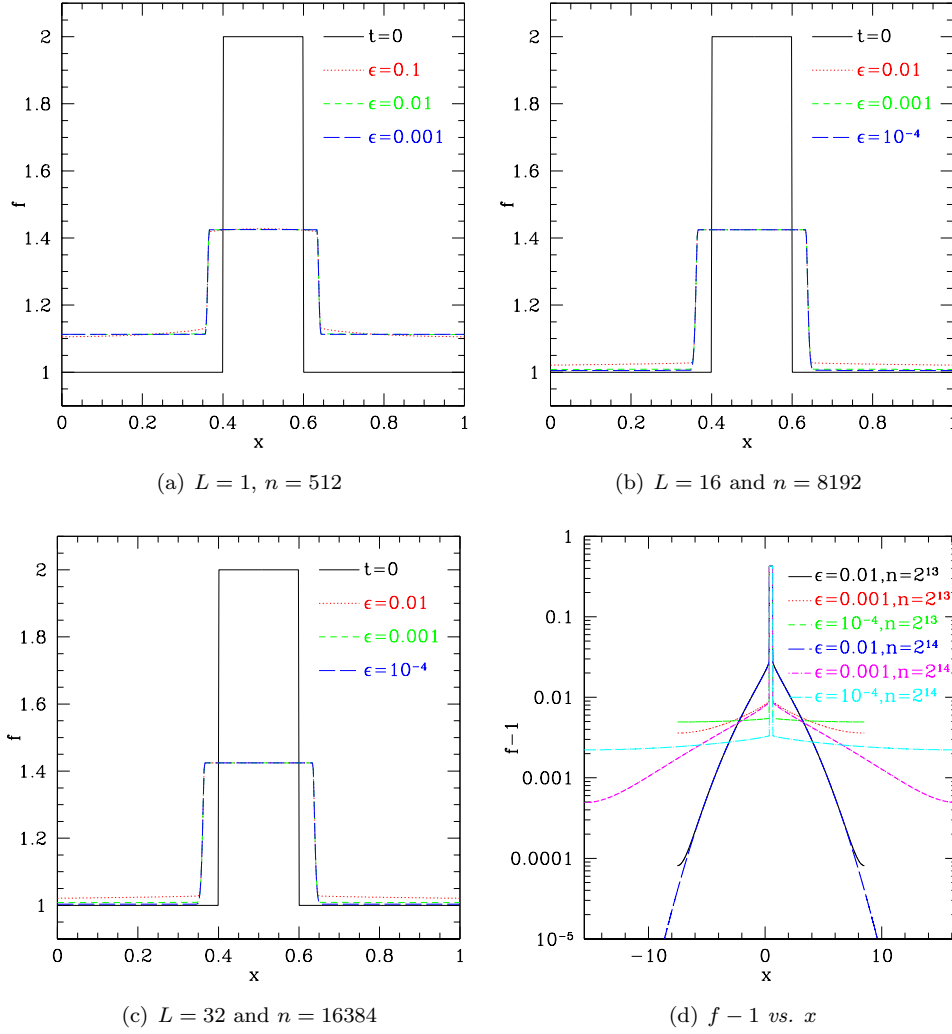 f
2
1.8
1.6
1.4
1.2
1
0
0.2
0.4
0.6
0.8
1
x
t=0
ϵ=0.1
ϵ=0.01
ϵ=0.001
(a) L = 1, n = 512
f
2
1.8
1.6
1.4
1.2
1
0
0.2
0.4
0.6
0.8
1
x
t=0
ϵ=0.01
ϵ=0.001
ϵ=10⁻⁴
(b) L = 16 and n = 8192
f
2
1.8
1.6
1.4
1.2
1
0
0.2
0.4
0.6
0.8
1
x
t=0
ϵ=0.01
ϵ=0.001
ϵ=10⁻⁴
(c) L = 32 and n = 16384
f−1
1
0.1
0.01
0.001
0.0001
10⁻⁵
−10
0
10
x
ϵ=0.01,n=2¹³
ϵ=0.001,n=2¹³
ϵ=10⁻⁴,n=2¹³
ϵ=0.01,n=2¹⁴
ϵ=0.001,n=2¹⁴
ϵ=10⁻⁴,n=2¹⁴
(d) f − 1 vs. x